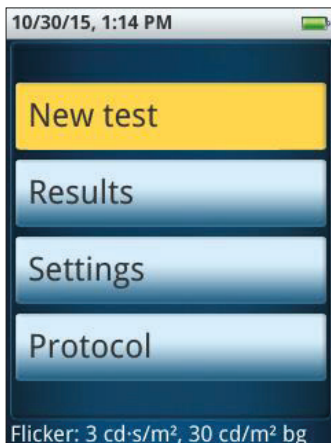 10/30/15, 1:14 PM
New test
Results
Settings
Protocol
Flicker: 3 cd·s/m², 30 cd/m² bg